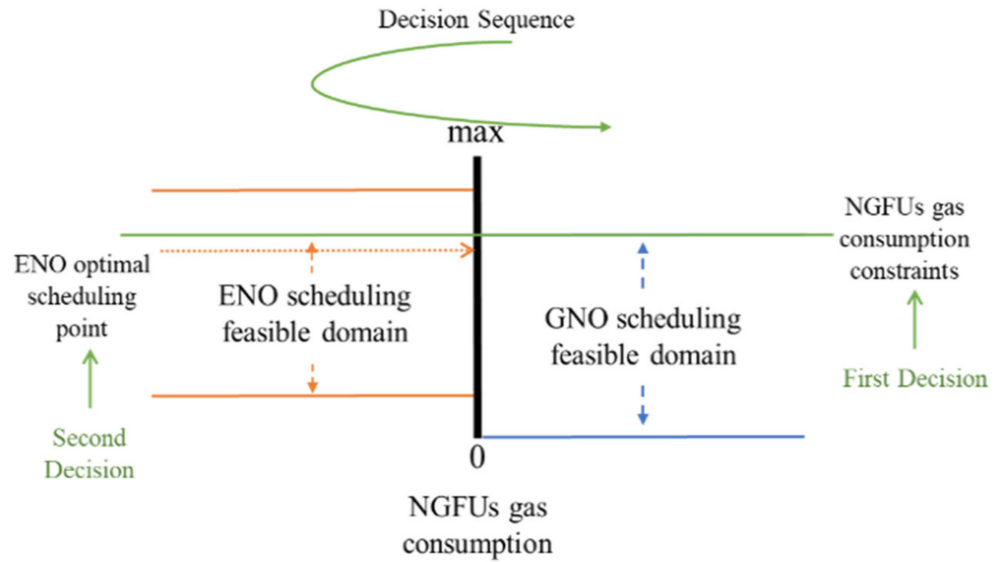 Decision Sequence
max
NGFUs gas
consumption
constraints
ENO optimal
scheduling
point
ENO scheduling
feasible domain
GNO scheduling
feasible domain
First Decision
Second
Decision
0
NGFUs gas
consumption